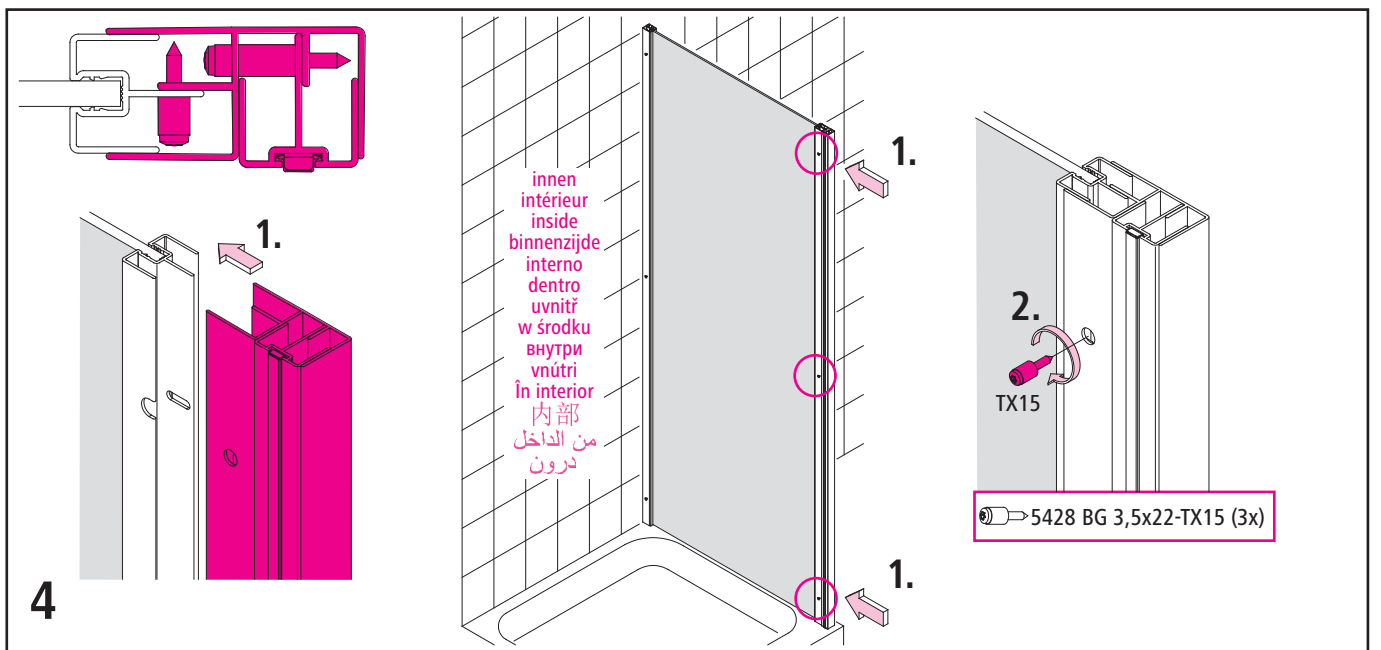 1.
4
innen
intérieur
inside
binnenzijde
interno
dentro
uvnitř
w środku
внутри
vnútri
În interior
内部
من الداخل
درون
1.
1.
2.
TX15
5428 BG 3,5x22-TX15 (3x)